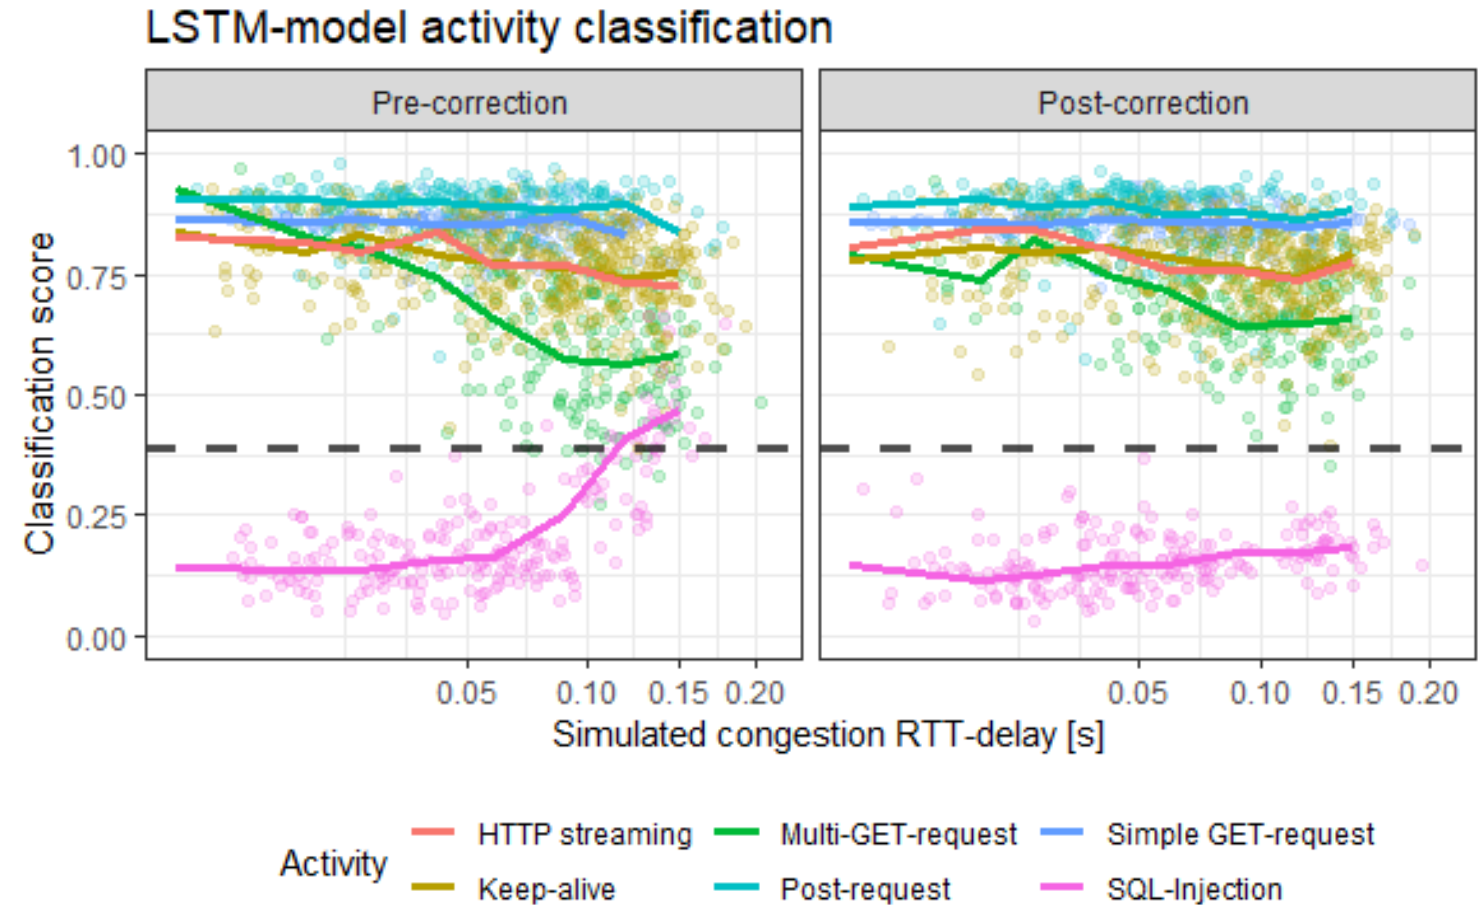 LSTM-model activity classification
Pre-correction
Post-correction
Classification score
1.00
0.75
0.50
0.25
0.00
0.05 0.10 0.15 0.20
0.05 0.10 0.15 0.20
Simulated congestion RTT-delay [s]
Activity
HTTP streaming
Multi-GET-request
Simple GET-request
Keep-alive
Post-request
SQL-Injection